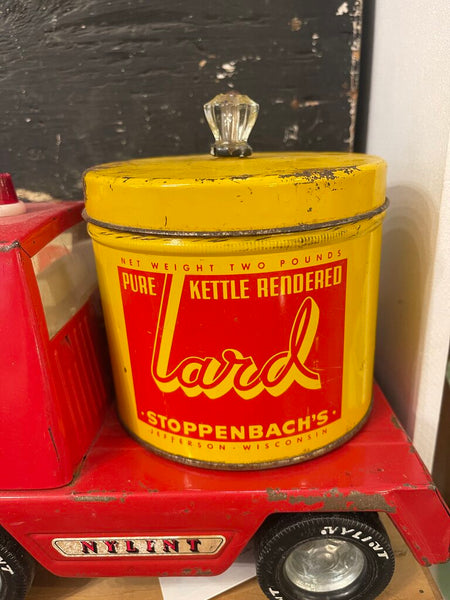 NET WEIGHT TWO POUNDS
PURE KETTLE RENDERED
Lard
· STOPPENBACH'S ·
JEFFERSON · WISCONSIN
NYLINT
NYLINT